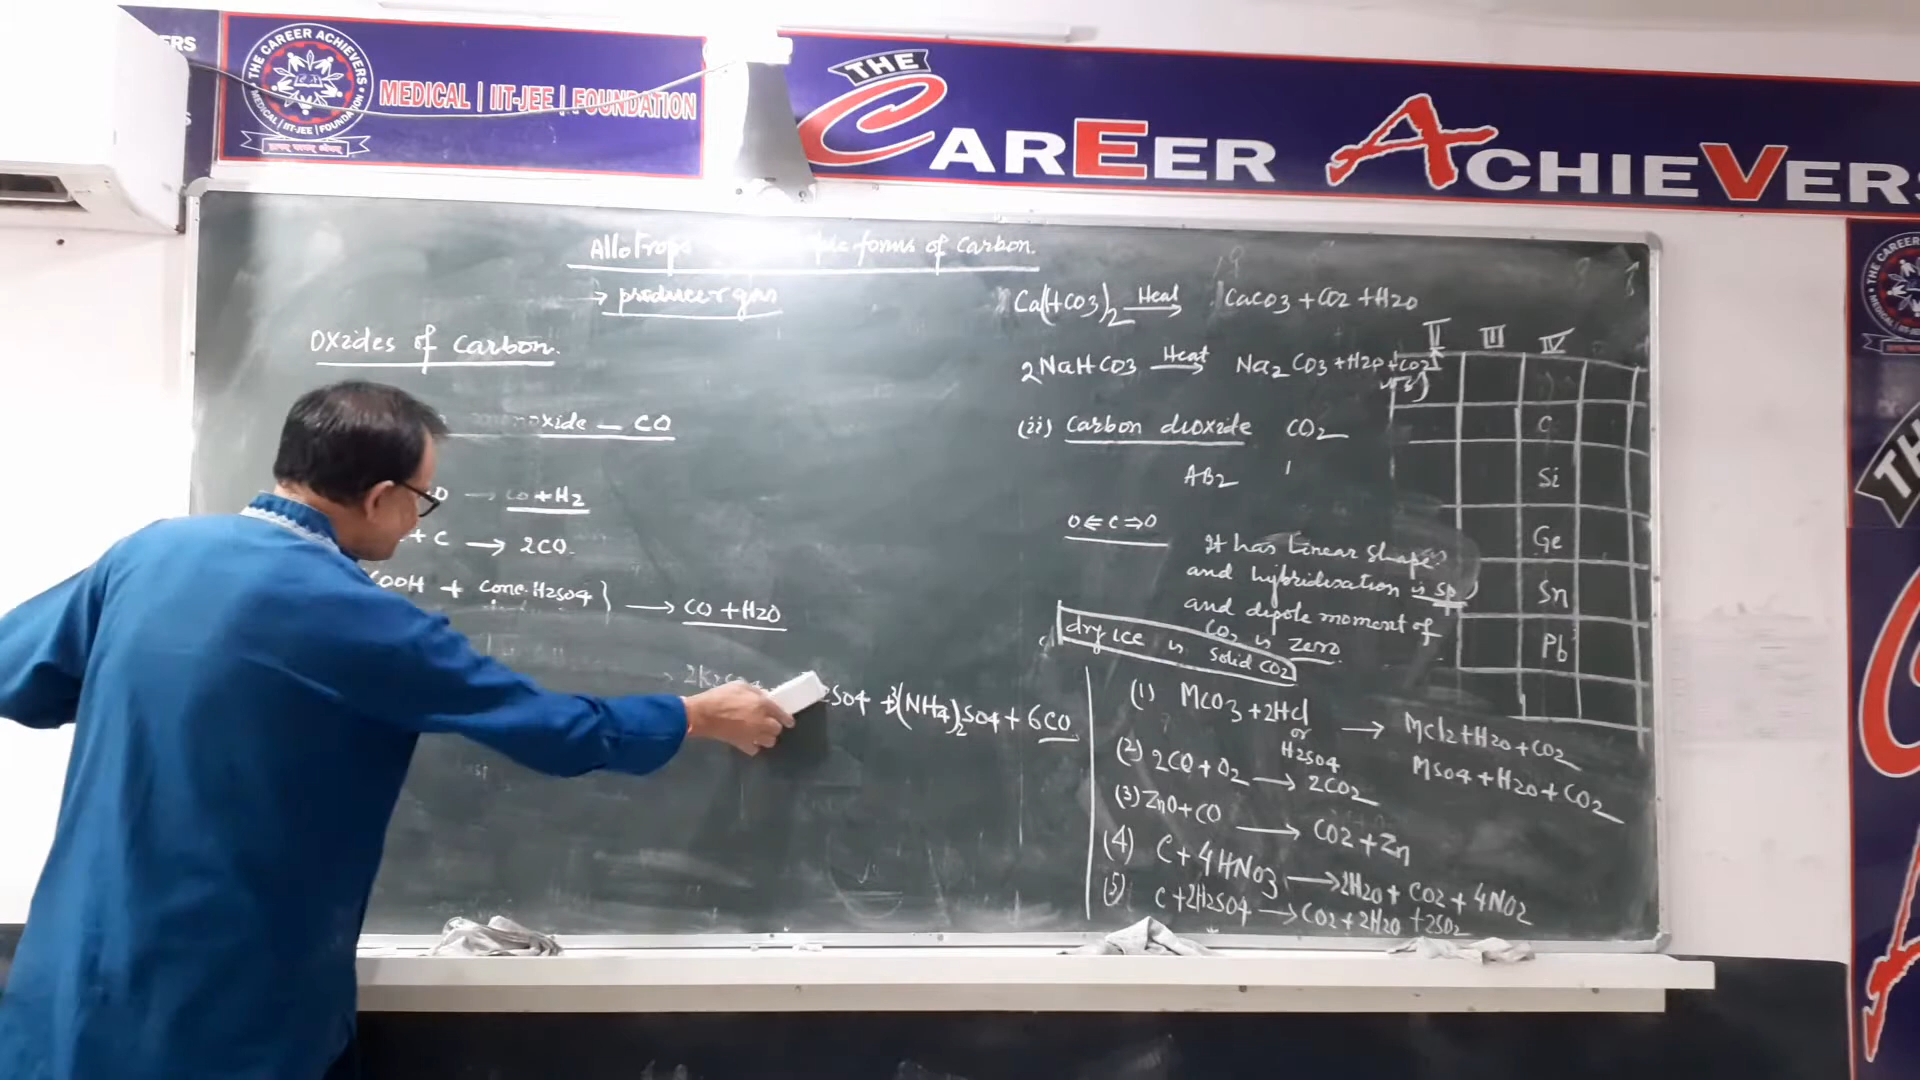 THE CAREER ACHIEVERS
MEDICAL | IIT-JEE | FOUNDATION
MEDICAL | IIT-JEE | FOUNDATION
THE CAREER ACHIEVERS
forms of Carbon.
→ producer gas
Oxides of Carbon.
oxide — CO
→ CO + H2
+ C → 2CO.
COOH + Conc. H2SO4} → CO + H2O
SO4 + 3(NH4)2SO4 + 6CO
Ca(HCO3)2 Heat→ CaCO3 + CO2 + H2O
2NaHCO3 Heat→ Na2CO3 + H2O + CO2↑
(ii) Carbon dioxide CO2
AB2
O⇐C⇒O
It has Linear Shape
and hybridisation is sp
and dipole moment of
CO2 is Zero
dry ice is solid CO2
II III IV
C
Si
Ge
Sn
Pb
(1) MCO3 + 2HCl or H2SO4 → MCl2 + H2O + CO2
MSO4 + H2O + CO2
(2) 2CO + O2 → 2CO2
(3) ZnO + CO → CO2 + Zn
(4) C + 4HNO3 → 2H2O + CO2 + 4NO2
(5) C + 2H2SO4 → CO2 + 2H2O + 2SO2